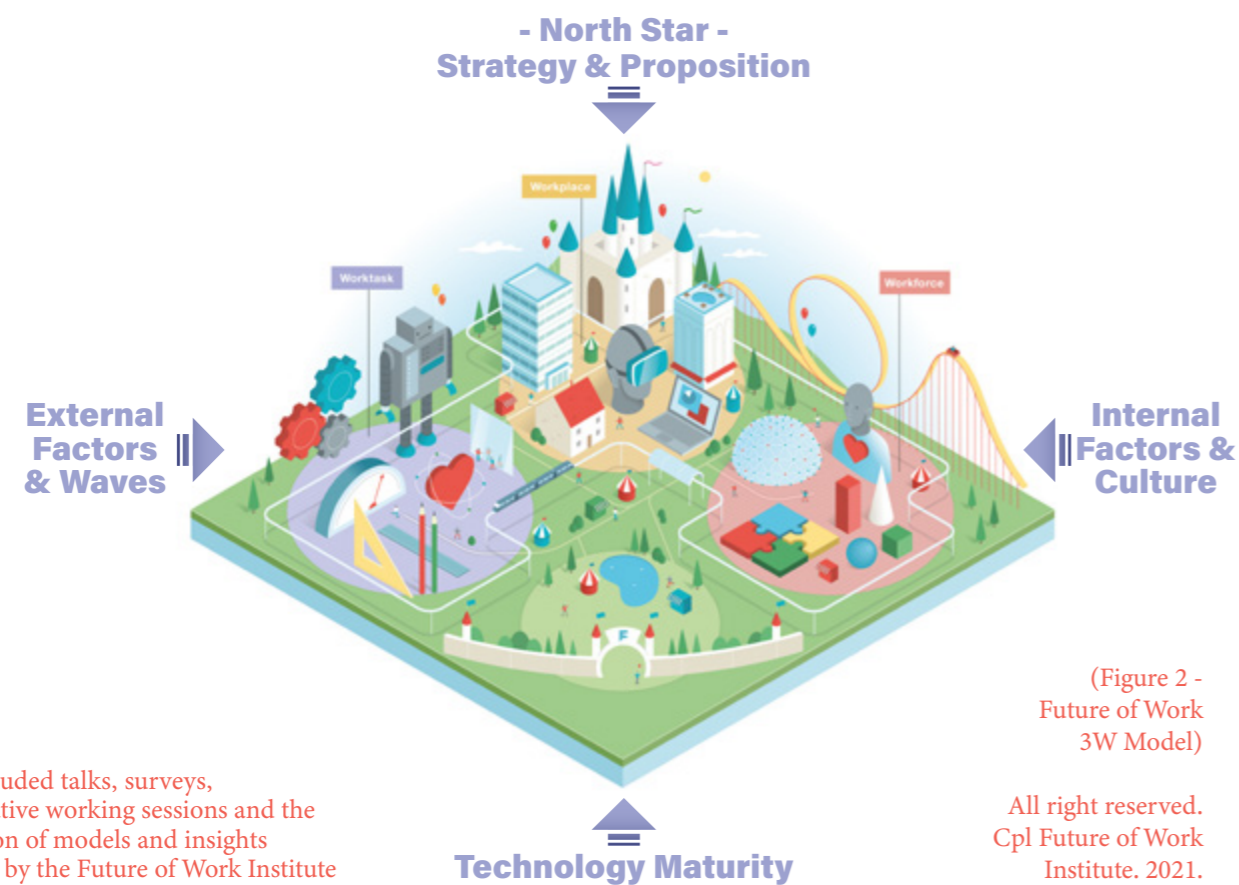 - North Star -
Strategy & Proposition
Workplace
Worktask
Workforce
External
Factors
& Waves
Internal
Factors &
Culture
F
(Figure 2 -
Future of Work
3W Model)
All right reserved.
Cpl Future of Work
Institute. 2021.
uded talks, surveys,
tive working sessions and the
on of models and insights
by the Future of Work Institute
Technology Maturity